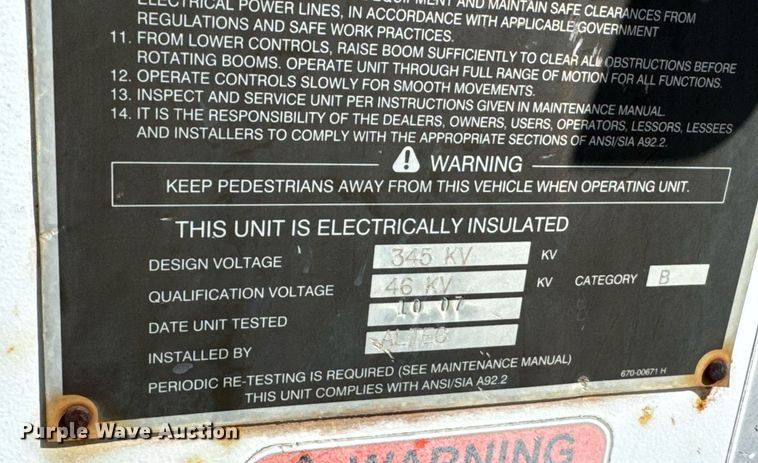 EQUIPMENT AND MAINTAIN SAFE CLEARANCES FROM
ELECTRICAL POWER LINES, IN ACCORDANCE WITH APPLICABLE GOVERNMENT
REGULATIONS AND SAFE WORK PRACTICES.
11. FROM LOWER CONTROLS, RAISE BOOM SUFFICIENTLY TO CLEAR ALL OBSTRUCTIONS BEFORE
ROTATING BOOMS. OPERATE UNIT THROUGH FULL RANGE OF MOTION FOR ALL FUNCTIONS.
12. OPERATE CONTROLS SLOWLY FOR SMOOTH MOVEMENTS.
13. INSPECT AND SERVICE UNIT PER INSTRUCTIONS GIVEN IN MAINTENANCE MANUAL.
14. IT IS THE RESPONSIBILITY OF THE DEALERS, OWNERS, USERS, OPERATORS, LESSORS, LESSEES
AND INSTALLERS TO COMPLY WITH THE APPROPRIATE SECTIONS OF ANSI/SIA A92.2.
WARNING
KEEP PEDESTRIANS AWAY FROM THIS VEHICLE WHEN OPERATING UNIT.
THIS UNIT IS ELECTRICALLY INSULATED
DESIGN VOLTAGE 345 KV KV
QUALIFICATION VOLTAGE 46 KV KV CATEGORY B
DATE UNIT TESTED 10 07
INSTALLED BY ALTEC
PERIODIC RE-TESTING IS REQUIRED (SEE MAINTENANCE MANUAL)
THIS UNIT COMPLIES WITH ANSI/SIA A92.2
670-00671 H
Purple Wave Auction
WARNING